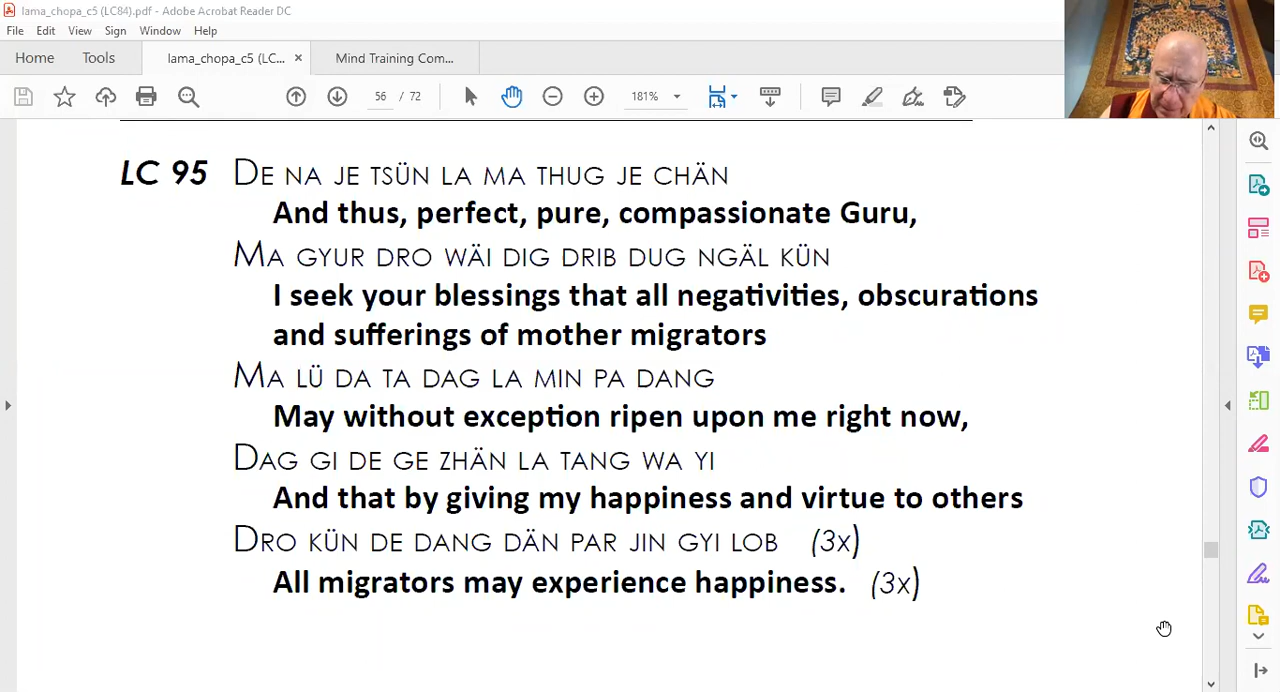 lama_chopa_c5 (LC84).pdf - Adobe Acrobat Reader DC
File Edit View Sign Window Help
Home Tools lama_chopa_c5 (LC... × Mind Training Com...
56 / 72 181%
LC 95 DE NA JE TSÜN LA MA THUG JE CHÄN
And thus, perfect, pure, compassionate Guru,
MA GYUR DRO WÄI DIG DRIB DUG NGÄL KÜN
I seek your blessings that all negativities, obscurations
and sufferings of mother migrators
MA LÜ DA TA DAG LA MIN PA DANG
May without exception ripen upon me right now,
DAG GI DE GE ZHÄN LA TANG WA YI
And that by giving my happiness and virtue to others
DRO KÜN DE DANG DÄN PAR JIN GYI LOB (3x)
All migrators may experience happiness. (3x)